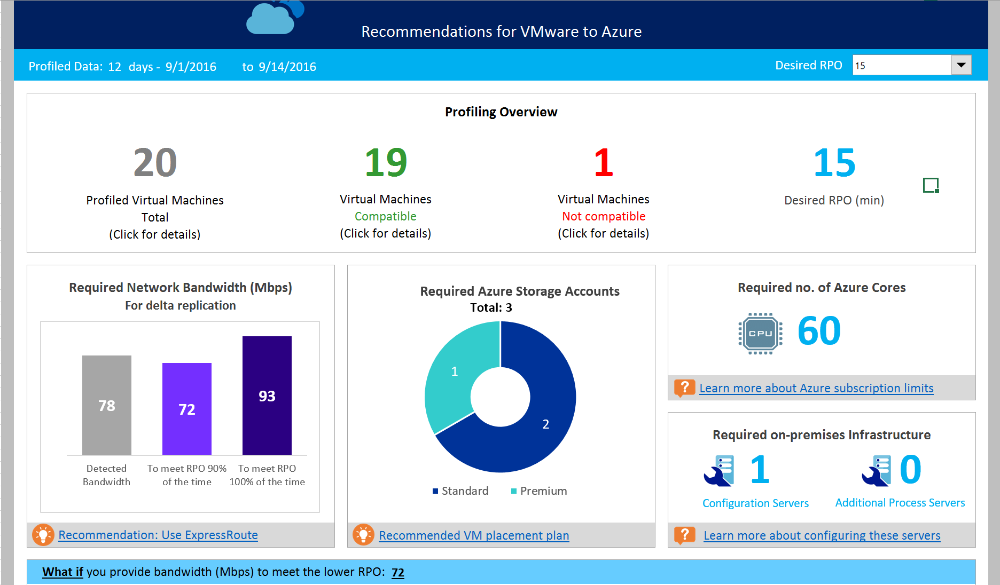 Recommendations for VMware to Azure
Profiled Data: 12 days - 9/1/2016 to 9/14/2016
Desired RPO 15
Profiling Overview
20
Profiled Virtual Machines
Total
(Click for details)
19
Virtual Machines
Compatible
(Click for details)
1
Virtual Machines
Not compatible
(Click for details)
15
Desired RPO (min)
Required Network Bandwidth (Mbps)
For delta replication
78
72
93
Detected
Bandwidth
To meet RPO 90%
of the time
To meet RPO
100% of the time
Recommendation: Use ExpressRoute
Required Azure Storage Accounts
Total: 3
1
2
Standard
Premium
Recommended VM placement plan
Required no. of Azure Cores
CPU
60
Learn more about Azure subscription limits
Required on-premises Infrastructure
1
Configuration Servers
0
Additional Process Servers
Learn more about configuring these servers
What if you provide bandwidth (Mbps) to meet the lower RPO: 72